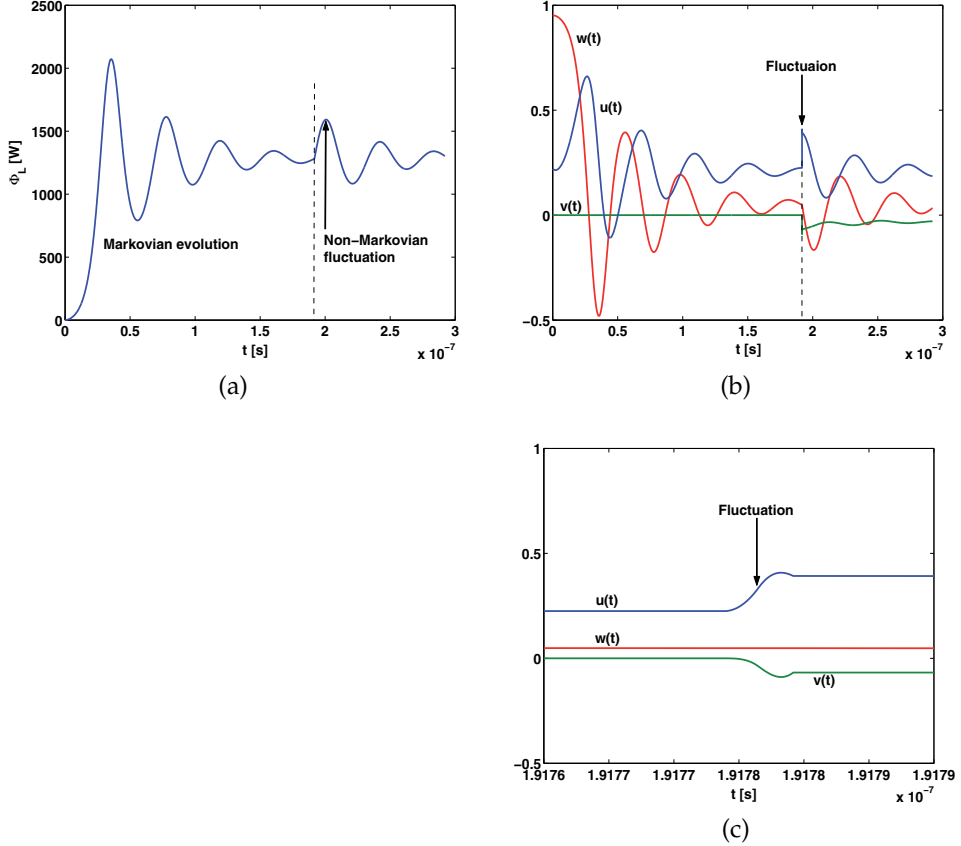 2500
2000
1500
1000
500
0
Φ_L [W]
Markovian evolution
Non−Markovian
fluctuation
0 0.5 1 1.5 2 2.5 3
t [s]
x 10^-7
(a)
1
0.5
0
−0.5
w(t)
u(t)
v(t)
Fluctuaion
0 0.5 1 1.5 2 2.5 3
t [s]
x 10^-7
(b)
1
0.5
0
−0.5
Fluctuation
u(t)
w(t)
v(t)
1.9176 1.9177 1.9177 1.9178 1.9178 1.9179 1.9179
t [s]
x 10^-7
(c)